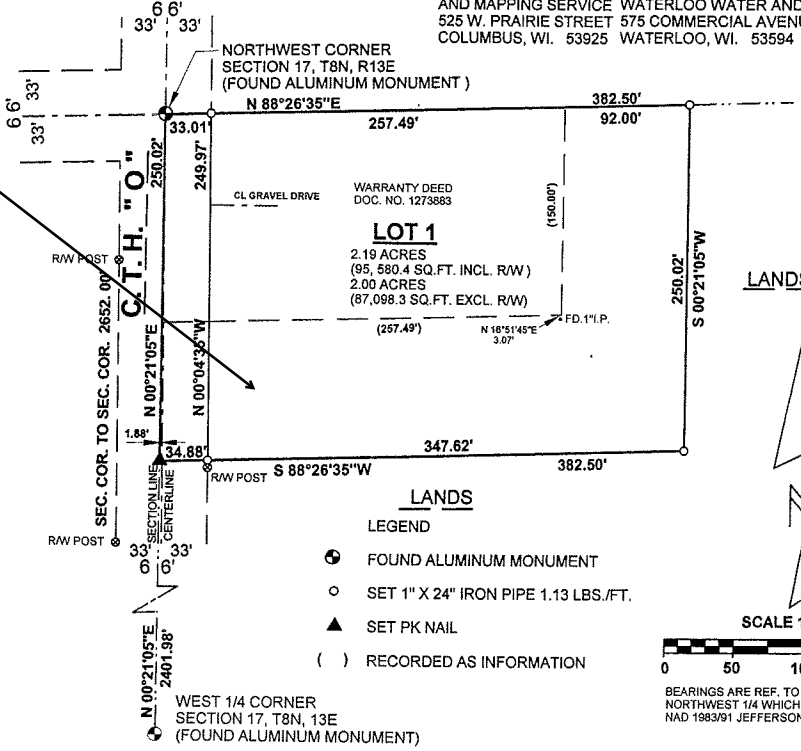 AND MAPPING SERVICE WATERLOO WATER AND
525 W. PRAIRIE STREET 575 COMMERCIAL AVENU
COLUMBUS, WI. 53925 WATERLOO, WI. 53594
6 6'
33' 33'
NORTHWEST CORNER
SECTION 17, T8N, R13E
(FOUND ALUMINUM MONUMENT )
6 6'
33'
33'
N 88°26'35"E
382.50'
33.01'
257.49'
92.00'
250.02'
249.97'
C. T. H. "O"
CL GRAVEL DRIVE
WARRANTY DEED
DOC. NO. 1273883
(150.00')
LOT 1
2.19 ACRES
(95, 580.4 SQ.FT. INCL. R/W )
2.00 ACRES
(87,098.3 SQ.FT. EXCL. R/W)
R/W POST
250.02'
S 00°21'05"W
LANDS
(257.49')
N 16°51'45"E
3.07'
FD.1"I.P.
SEC. COR. TO SEC. COR. 2652. 00'
N 00°21'05"E
N 00°04'35"W
1.88'
34.88'
347.62'
S 88°26'35"W
382.50'
R/W POST
SECTION LINE
CENTERLINE
R/W POST
33' 33'
6 6'
LANDS
LEGEND
FOUND ALUMINUM MONUMENT
SET 1" X 24" IRON PIPE 1.13 LBS./FT.
SET PK NAIL
( ) RECORDED AS INFORMATION
N 00°21'05"E
2401.98'
WEST 1/4 CORNER
SECTION 17, T8N, 13E
(FOUND ALUMINUM MONUMENT)
SCALE 1
0 50 10
BEARINGS ARE REF. TO
NORTHWEST 1/4 WHICH
NAD 1983/91 JEFFERSON